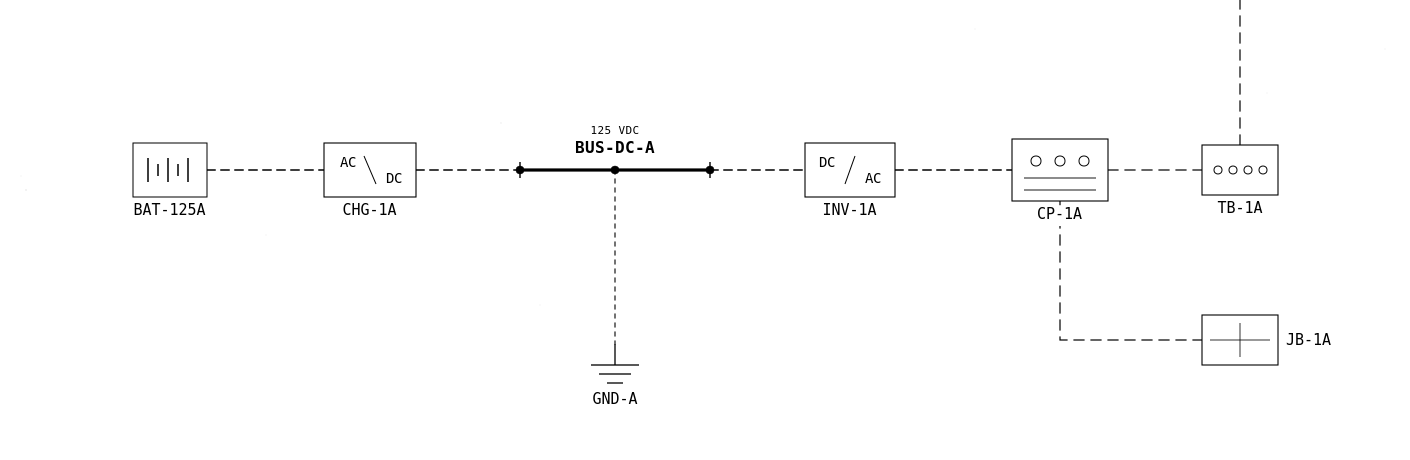 125 VDC
BUS-DC-A
AC
DC
DC
AC
BAT-125A
CHG-1A
INV-1A
CP-1A
TB-1A
JB-1A
GND-A